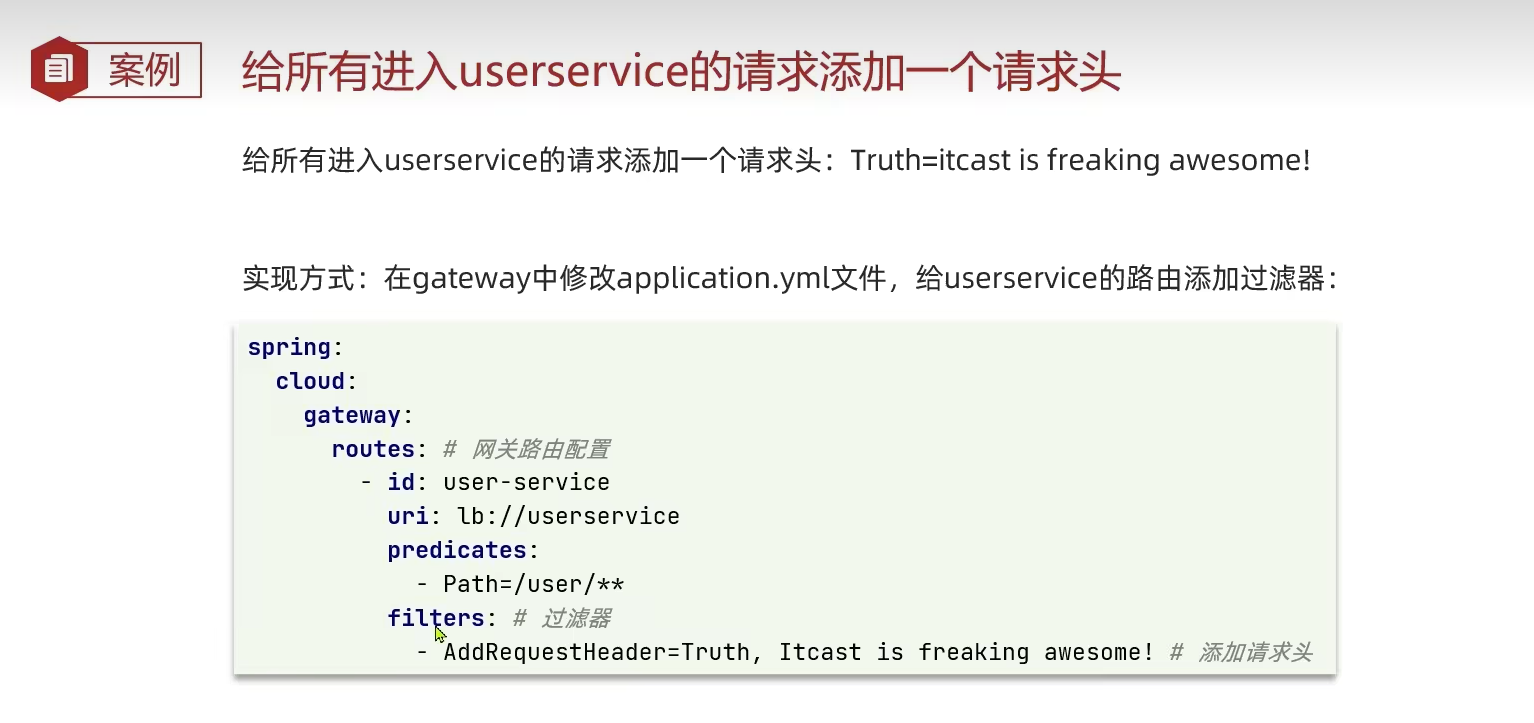 案例
给所有进入userservice的请求添加一个请求头
给所有进入userservice的请求添加一个请求头：Truth=itcast is freaking awesome!
实现方式：在gateway中修改application.yml文件，给userservice的路由添加过滤器：
spring:
  cloud:
    gateway:
      routes: # 网关路由配置
        - id: user-service
          uri: lb://userservice
          predicates:
            - Path=/user/**
          filters: # 过滤器
            - AddRequestHeader=Truth, Itcast is freaking awesome! # 添加请求头